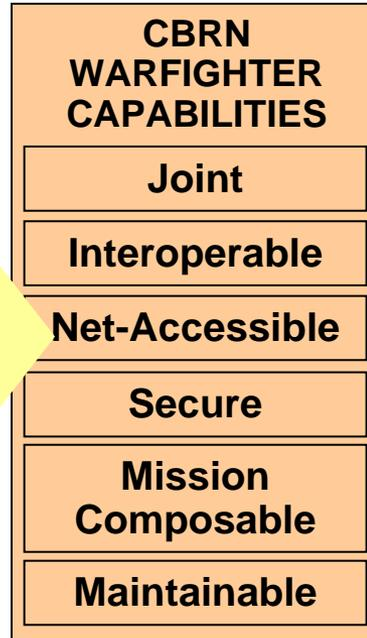 CBRN
WARFIGHTER
CAPABILITIES
Joint
Interoperable
Net-Accessible
Secure
Mission
Composable
Maintainable